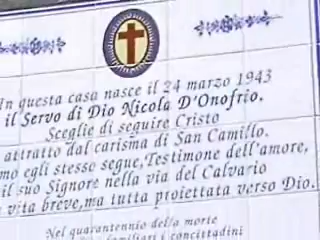 In questa casa nasce il 24 marzo 1943
il Servo di Dio Nicola D'Onofrio.
Sceglie di seguire Cristo
attratto dal carisma di San Camillo.
egli stesso segue, Testimone dell'amore,
il suo Signore nella via del Calvario
vita breve, ma tutta proiettata verso Dio.
Nel quarantennio della morte
familiari i concittadini